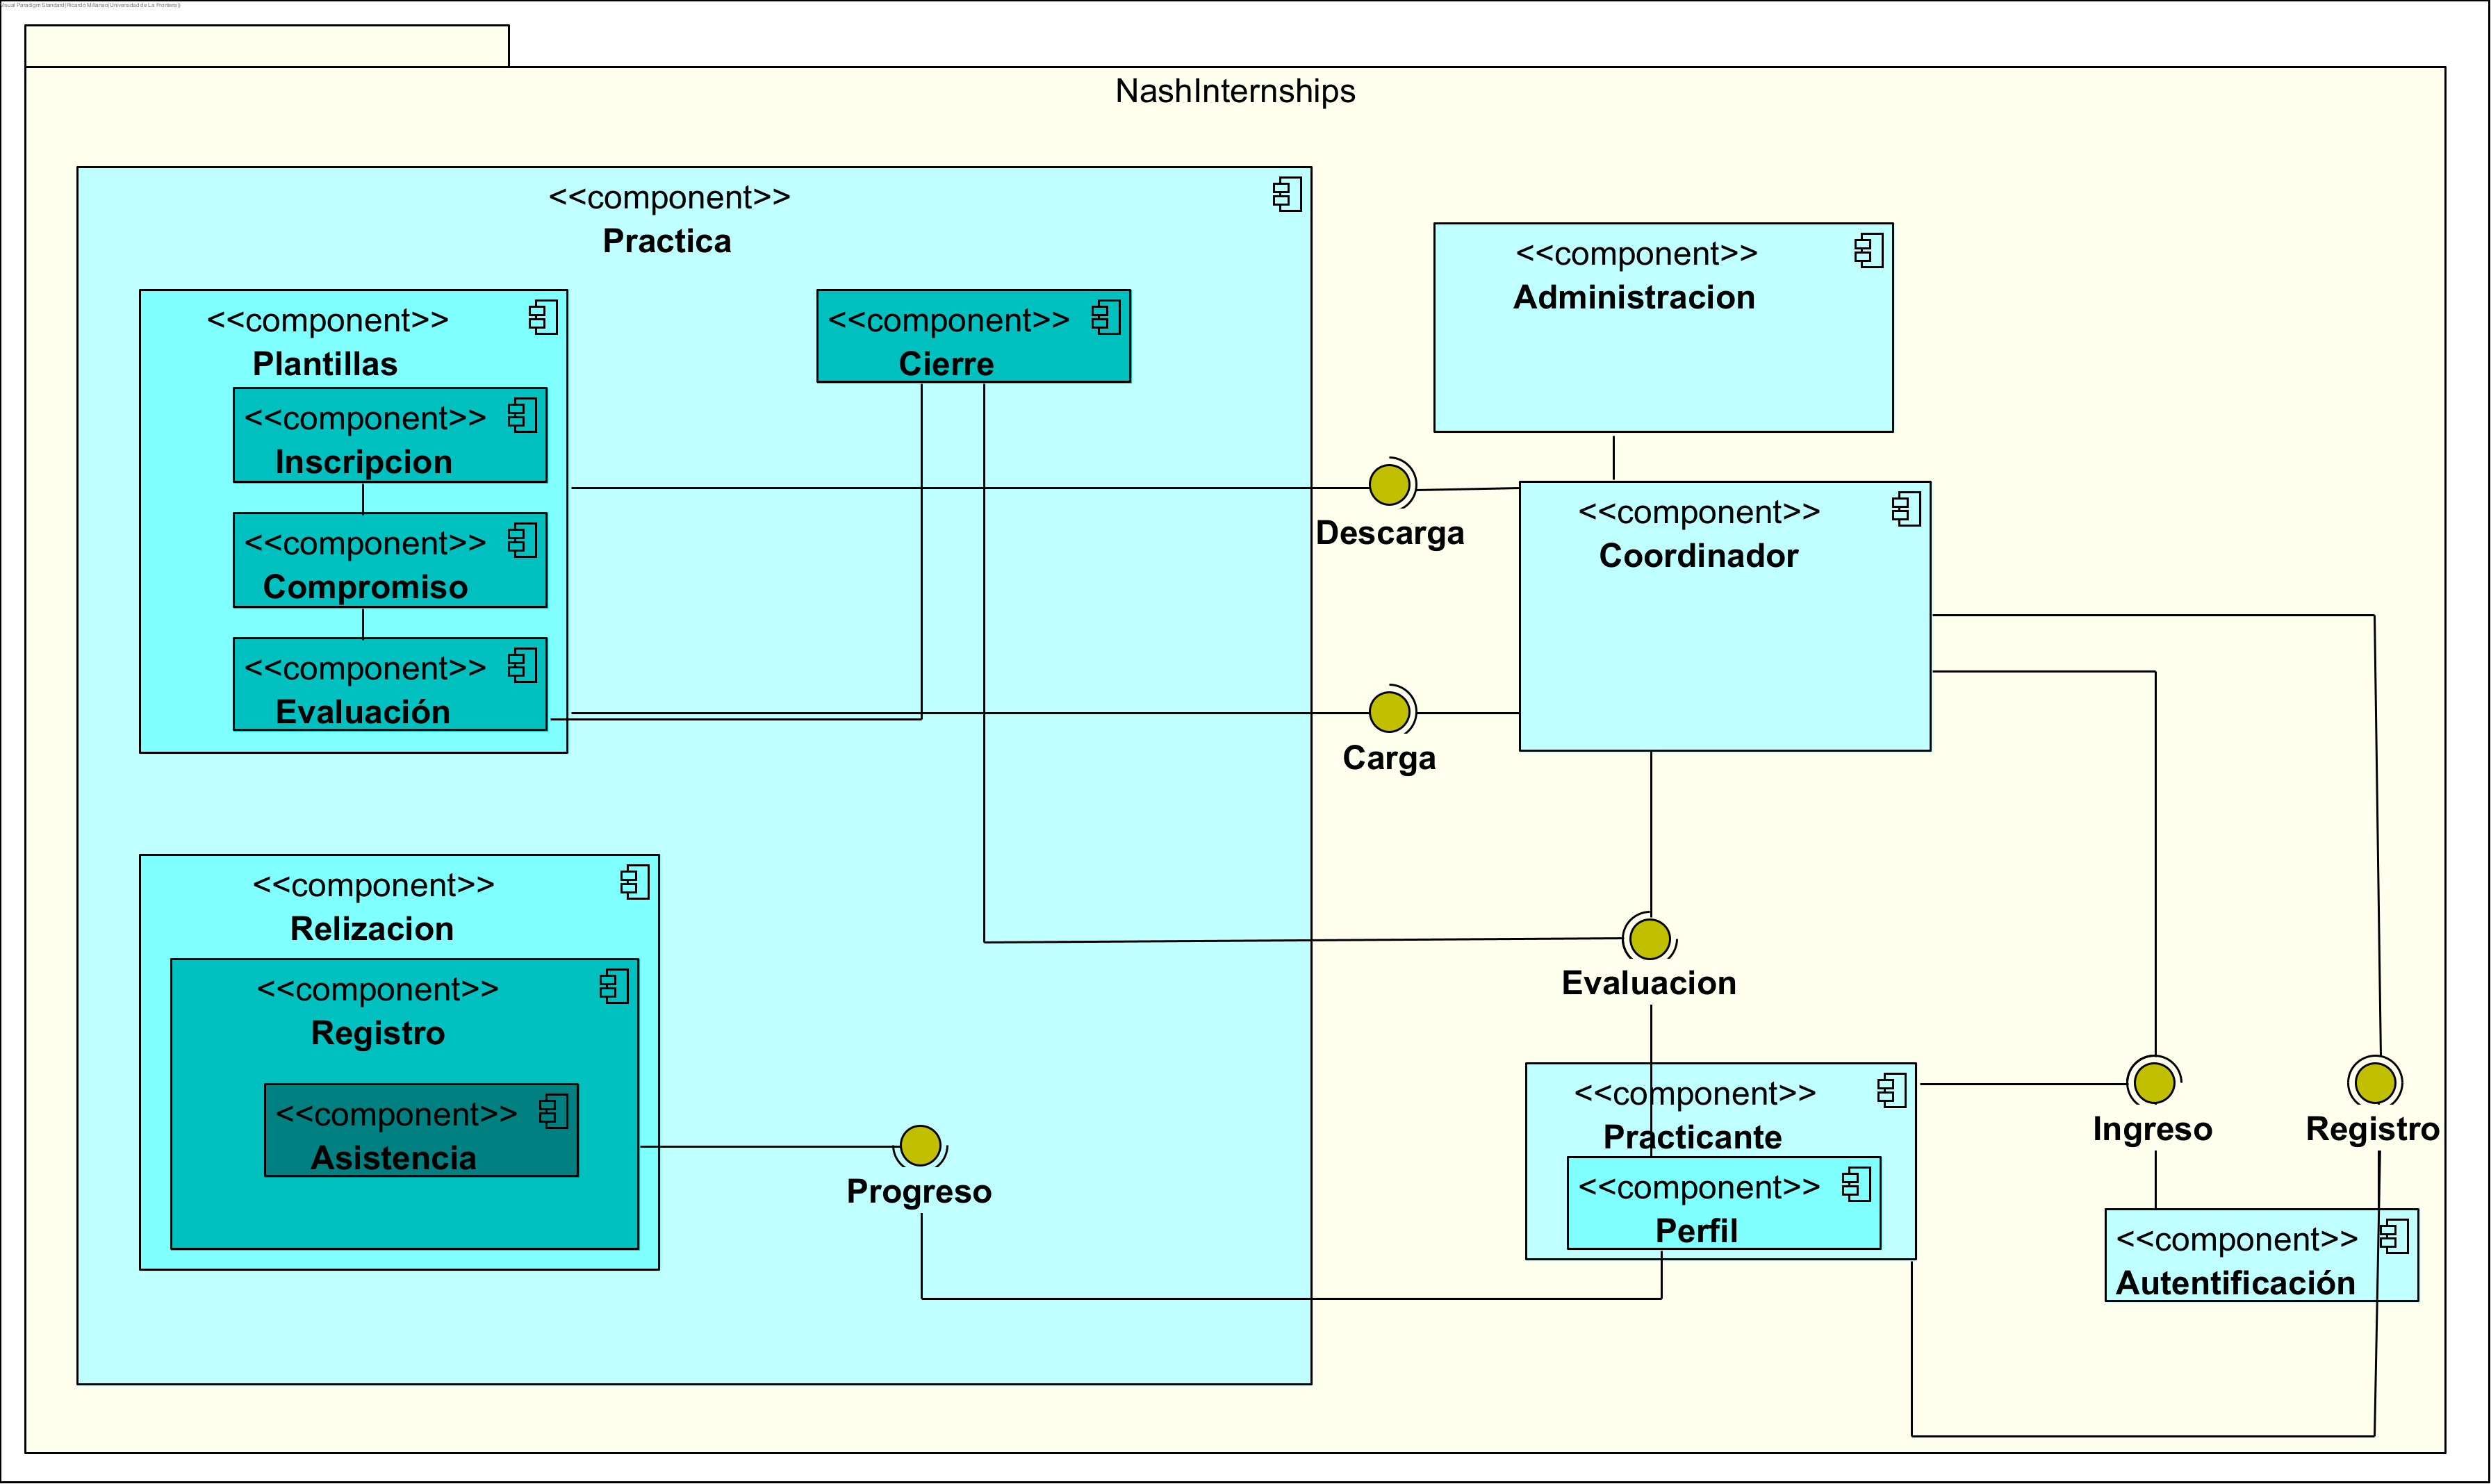 Visual Paradigm Standard(Ricardo Millanao(Universidad de La Frontera))
NashInternships
<<component>>
Practica
<<component>>
Plantillas
<<component>>
Inscripcion
<<component>>
Compromiso
<<component>>
Evaluación
<<component>>
Cierre
<<component>>
Relizacion
<<component>>
Registro
<<component>>
Asistencia
Progreso
<<component>>
Administracion
Descarga
<<component>>
Coordinador
Carga
Evaluacion
<<component>>
Practicante
<<component>>
Perfil
Ingreso
Registro
<<component>>
Autentificación